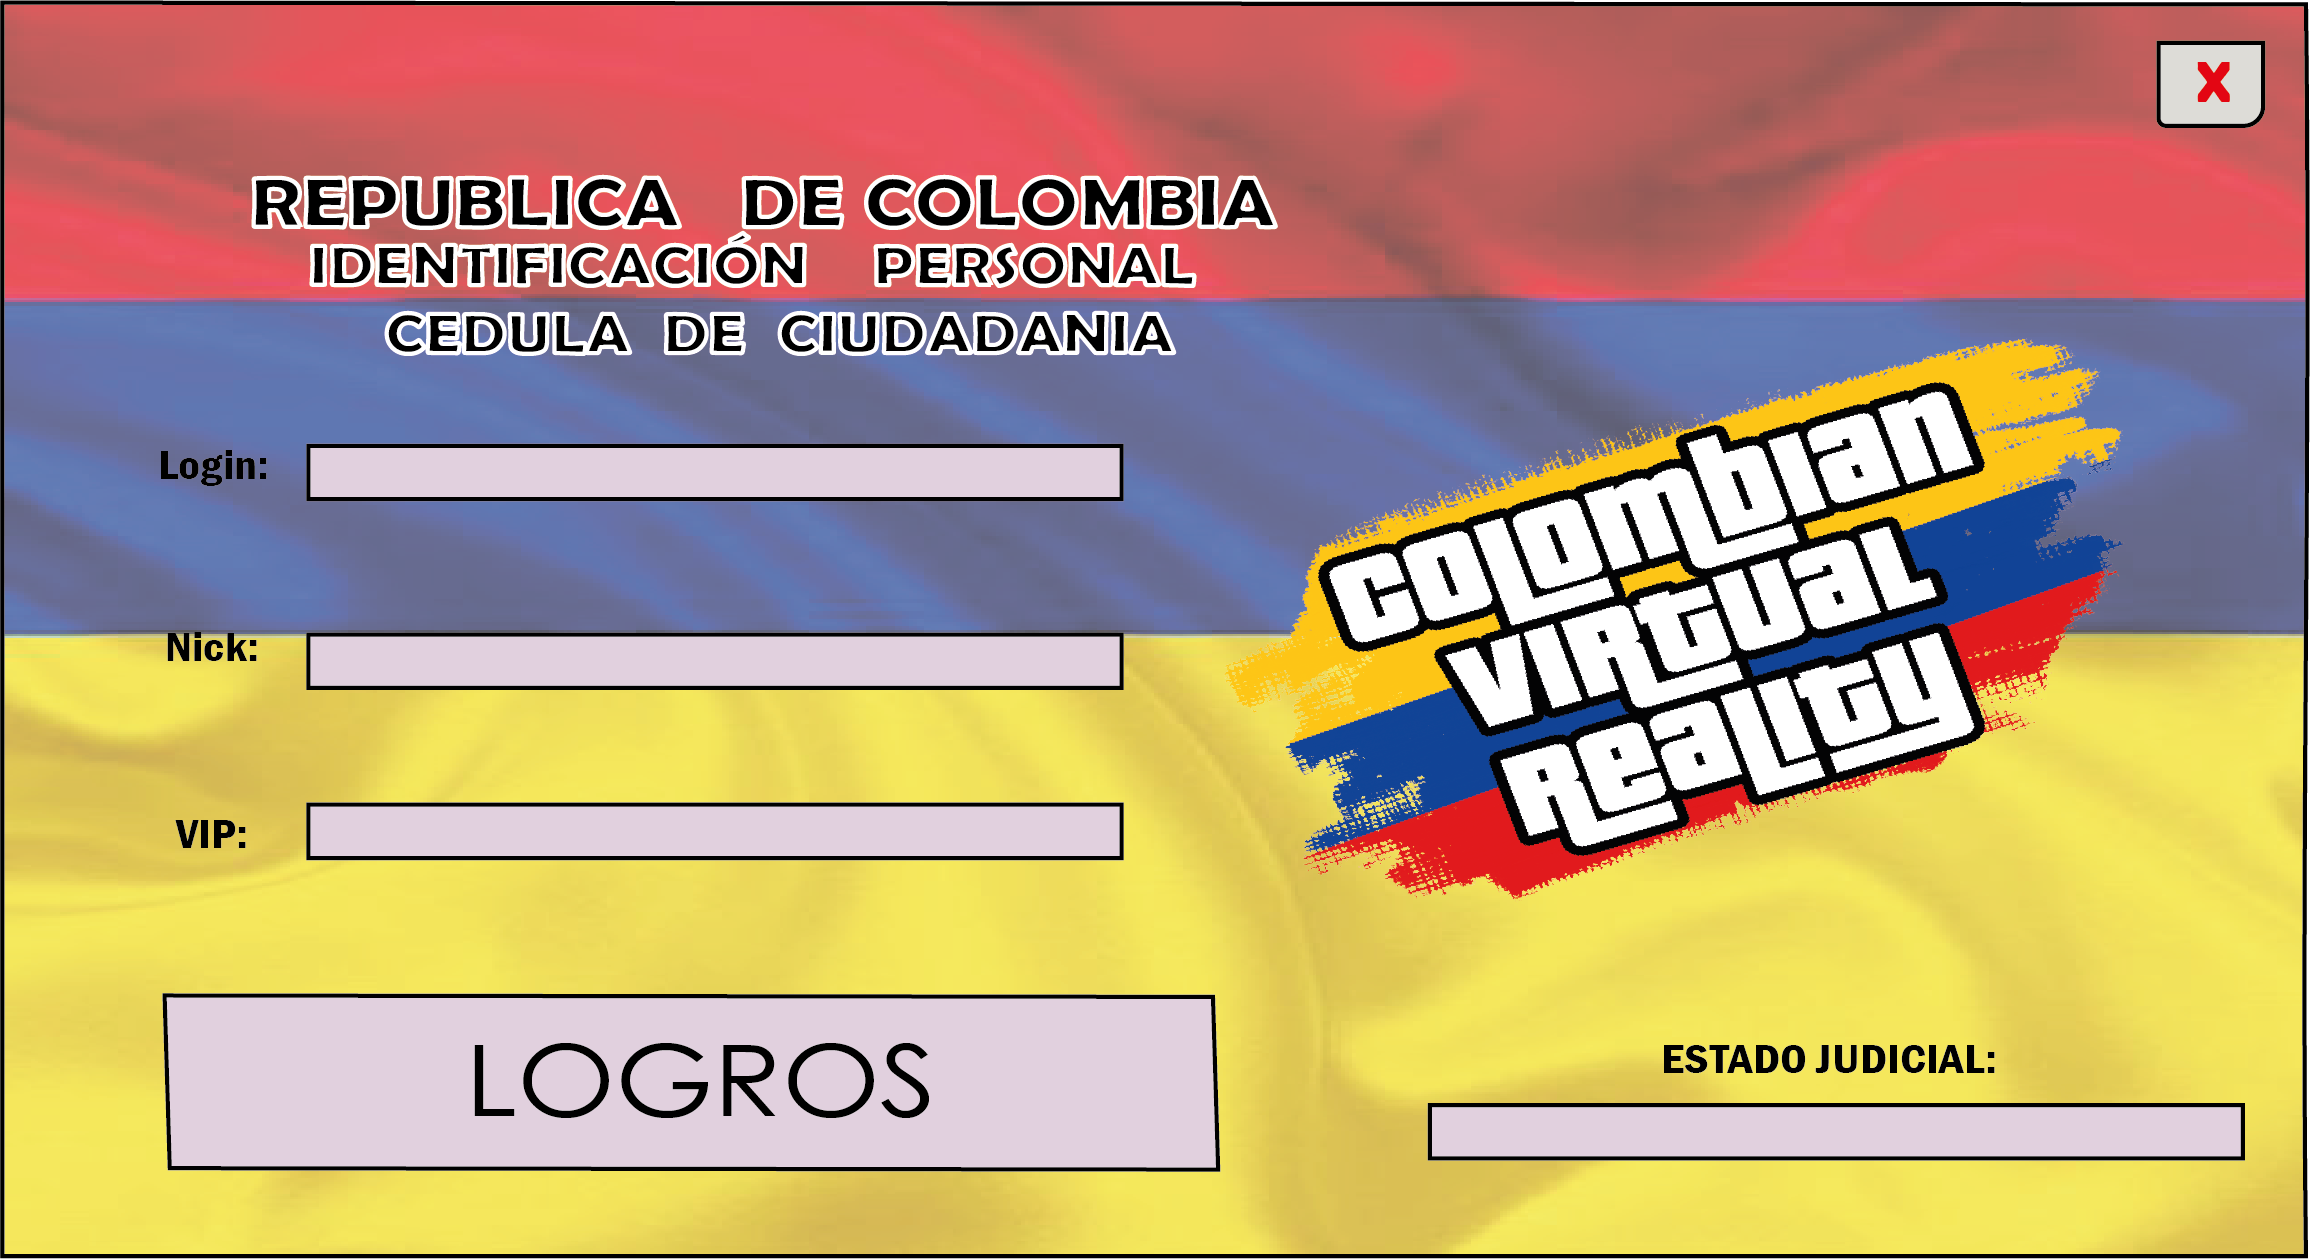 X
REPUBLICA DE COLOMBIA
IDENTIFICACIÓN PERSONAL
CEDULA DE CIUDADANIA
Login:
Nick:
VIP:
COLOMBIAN
VIRTUAL
REALITY
LOGROS
ESTADO JUDICIAL: